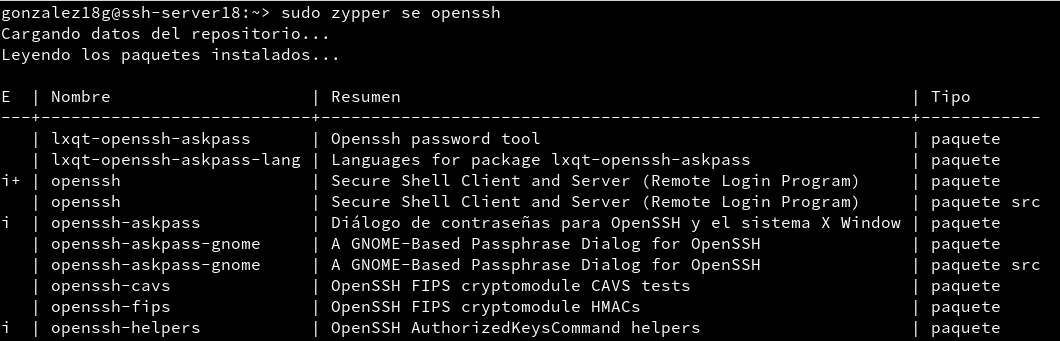 gonzalez18g@ssh-server18:~> sudo zypper se openssh
Cargando datos del repositorio...
Leyendo los paquetes instalados...

E  | Nombre                    | Resumen                                                  | Tipo
---+---------------------------+----------------------------------------------------------+------------
   | lxqt-openssh-askpass      | Openssh password tool                                    | paquete
   | lxqt-openssh-askpass-lang | Languages for package lxqt-openssh-askpass               | paquete
i+ | openssh                   | Secure Shell Client and Server (Remote Login Program)    | paquete
   | openssh                   | Secure Shell Client and Server (Remote Login Program)    | paquete src
i  | openssh-askpass           | Diálogo de contraseñas para OpenSSH y el sistema X Window | paquete
   | openssh-askpass-gnome     | A GNOME-Based Passphrase Dialog for OpenSSH              | paquete
   | openssh-askpass-gnome     | A GNOME-Based Passphrase Dialog for OpenSSH              | paquete src
   | openssh-cavs              | OpenSSH FIPS cryptomodule CAVS tests                     | paquete
   | openssh-fips              | OpenSSH FIPS cryptomodule HMACs                          | paquete
i  | openssh-helpers           | OpenSSH AuthorizedKeysCommand helpers                    | paquete